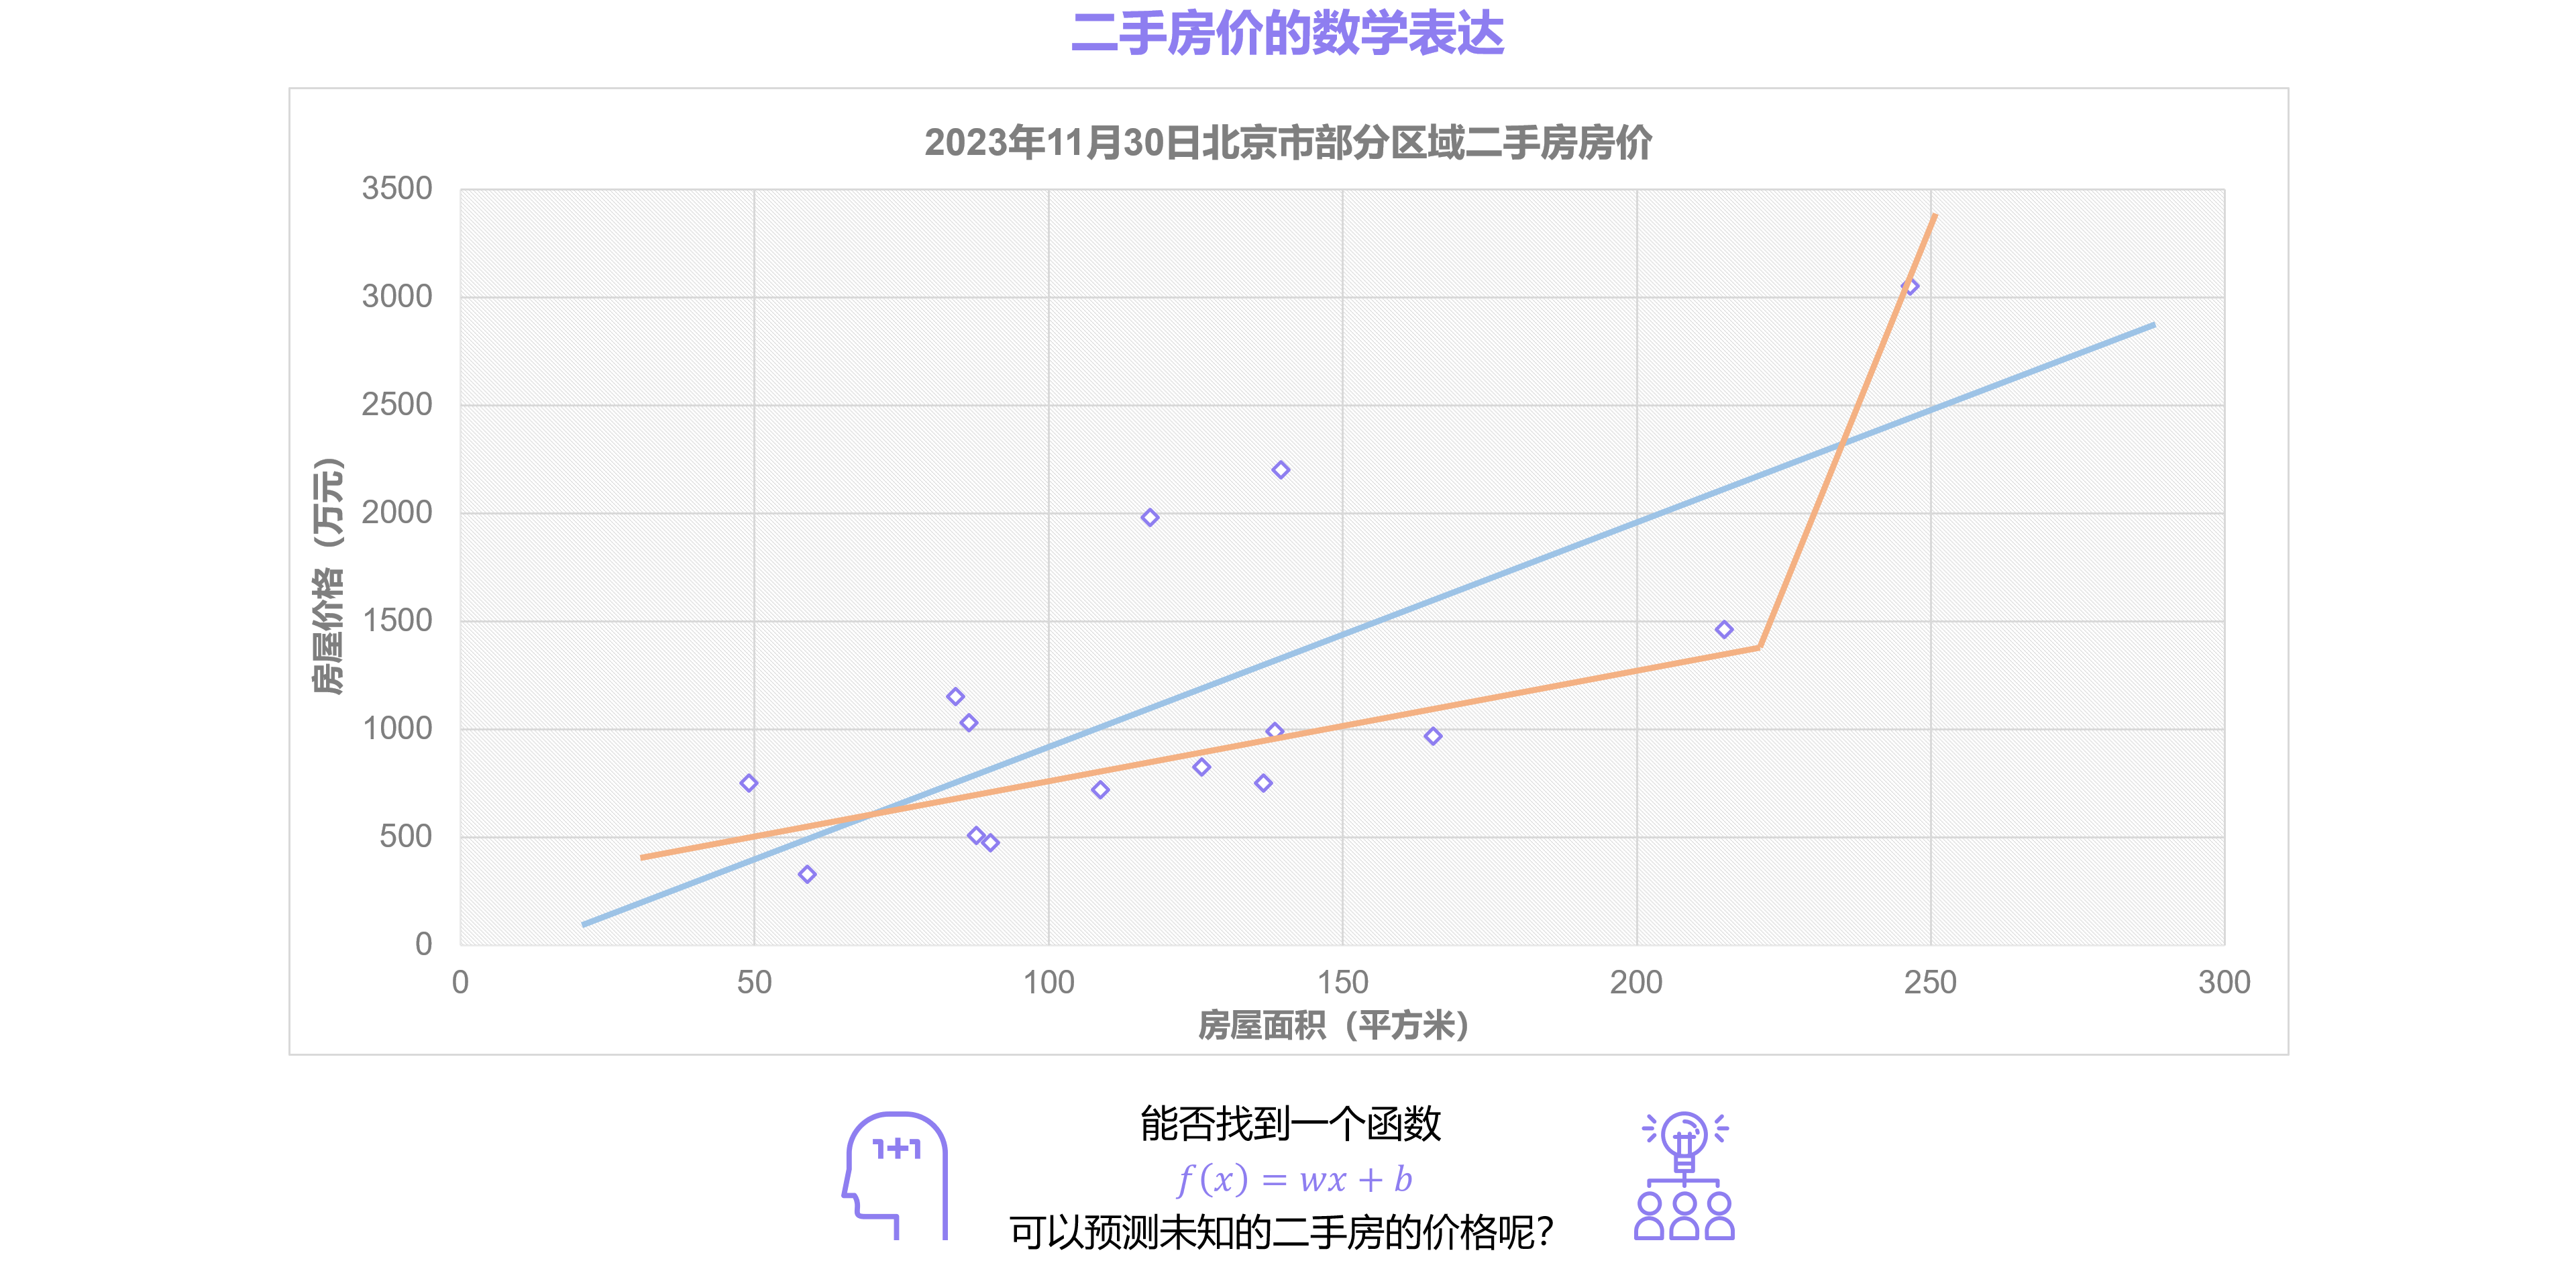 二手房价的数学表达
2023年11月30日北京市部分区域二手房房价
房屋价格（万元）
3500
3000
2500
2000
1500
1000
500
0
0 50 100 150 200 250 300
房屋面积（平方米）
1+1
能否找到一个函数
f(x) = wx + b
可以预测未知的二手房的价格呢?